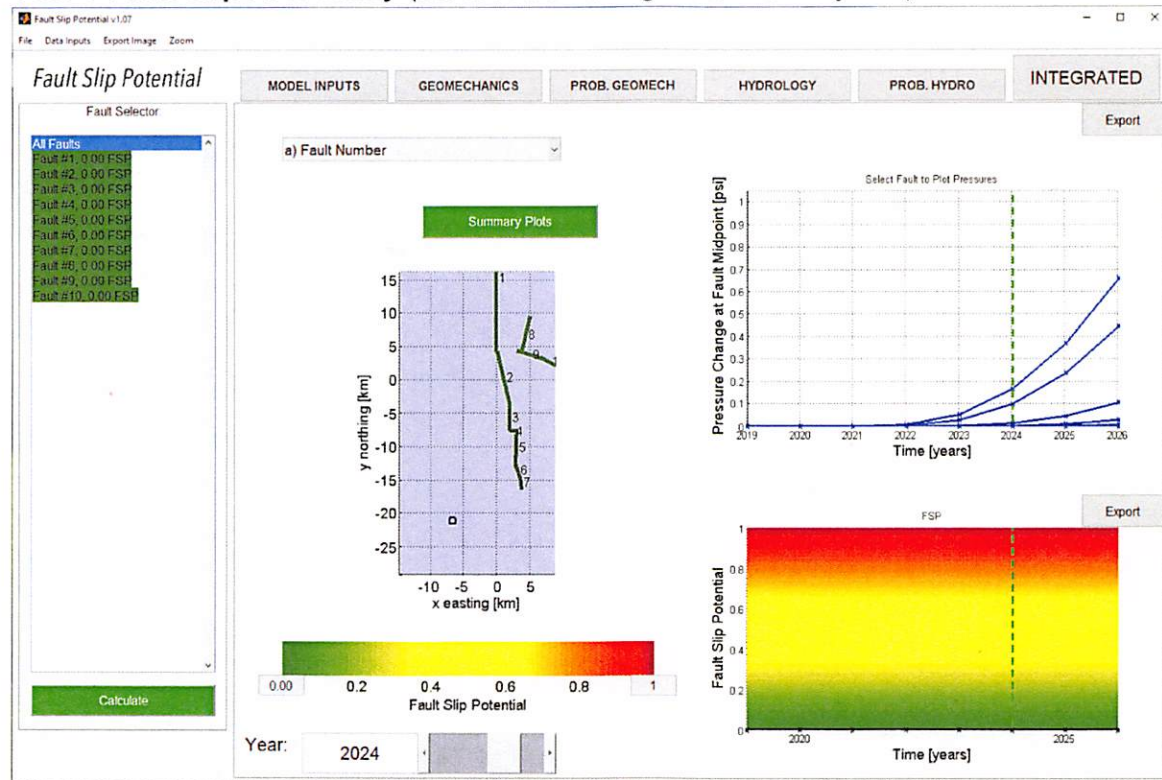 Fault Slip Potential v1.07
File Data Inputs Export Image Zoom
Fault Slip Potential
MODEL INPUTS
GEOMECHANICS
PROB. GEOMECH
HYDROLOGY
PROB. HYDRO
INTEGRATED
Export
Fault Selector
All Faults
Fault #1, 0.00 FSP
Fault #2, 0.00 FSP
Fault #3, 0.00 FSP
Fault #4, 0.00 FSP
Fault #5, 0.00 FSP
Fault #6, 0.00 FSP
Fault #7, 0.00 FSP
Fault #8, 0.00 FSP
Fault #9, 0.00 FSP
Fault #10, 0.00 FSP
Calculate
a) Fault Number
Summary Plots
y northing [km]
15
10
5
0
-5
-10
-15
-20
-25
1
8
9
1
2
3
4
5
6
7
-10 -5 0 5
x easting [km]
0.00 0.2 0.4 0.6 0.8 1
Fault Slip Potential
Year: 2024
Select Fault to Plot Pressures
Pressure Change at Fault Midpoint [psi]
1
0.9
0.8
0.7
0.6
0.5
0.4
0.3
0.2
0.1
0
2019 2020 2021 2022 2023 2024 2025 2026
Time [years]
Export
FSP
Fault Slip Potential
1
0.8
0.6
0.4
0.2
0
2020 2025
Time [years]